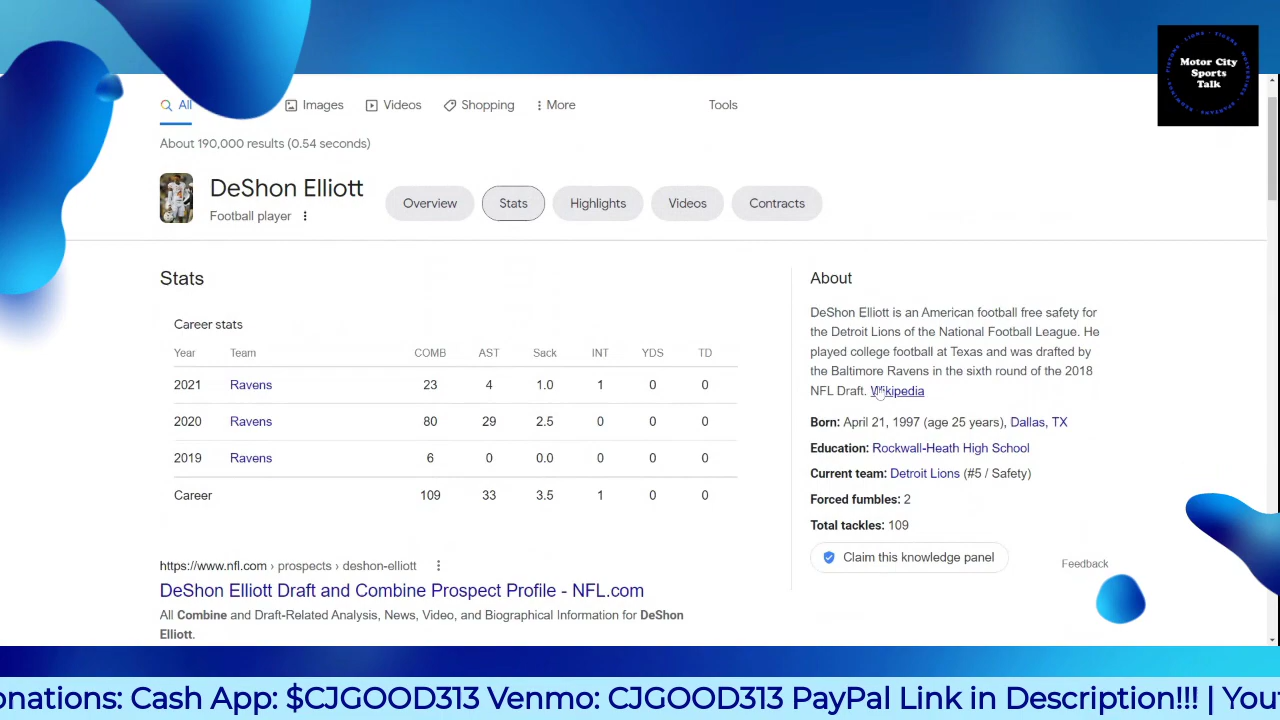 Motor City
Sports
Talk
All Images Videos Shopping More Tools
About 190,000 results (0.54 seconds)
DeShon Elliott
Football player
Overview Stats Highlights Videos Contracts
Stats
Career stats
Year Team COMB AST Sack INT YDS TD
2021 Ravens 23 4 1.0 1 0 0
2020 Ravens 80 29 2.5 0 0 0
2019 Ravens 6 0 0.0 0 0 0
Career 109 33 3.5 1 0 0
https://www.nfl.com › prospects › deshon-elliott
DeShon Elliott Draft and Combine Prospect Profile - NFL.com
All Combine and Draft-Related Analysis, News, Video, and Biographical Information for DeShon
Elliott.
About
DeShon Elliott is an American football free safety for
the Detroit Lions of the National Football League. He
played college football at Texas and was drafted by
the Baltimore Ravens in the sixth round of the 2018
NFL Draft. Wikipedia
Born: April 21, 1997 (age 25 years), Dallas, TX
Education: Rockwall-Heath High School
Current team: Detroit Lions (#5 / Safety)
Forced fumbles: 2
Total tackles: 109
Claim this knowledge panel
Feedback
onations: Cash App: $CJGOOD313 Venmo: CJGOOD313 PayPal Link in Description!!! | You